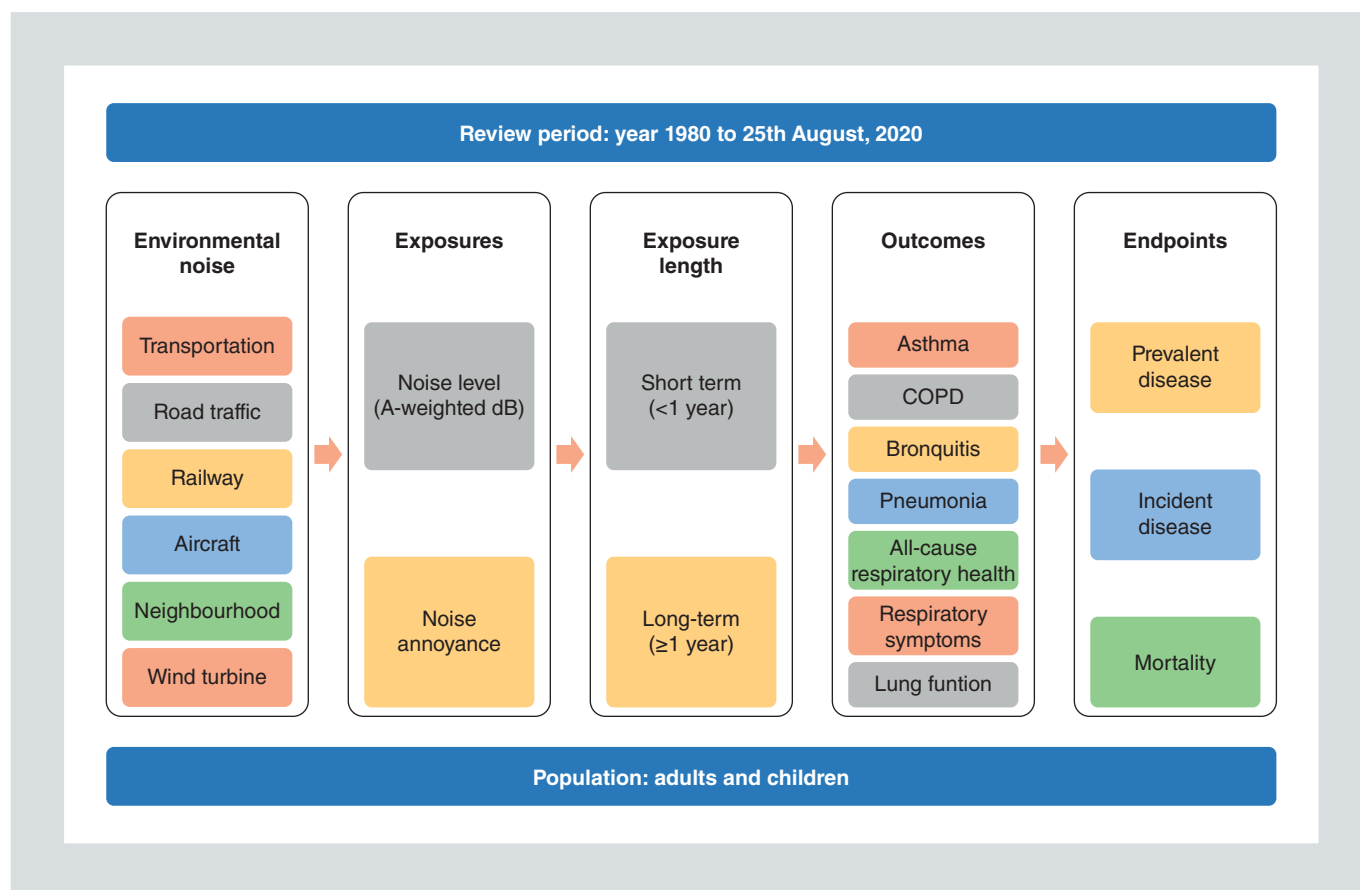 Review period: year 1980 to 25th August, 2020
Environmental
noise
Transportation
Road traffic
Railway
Aircraft
Neighbourhood
Wind turbine
Exposures
Noise level
(A-weighted dB)
Noise
annoyance
Exposure
length
Short term
(<1 year)
Long-term
(≥1 year)
Outcomes
Asthma
COPD
Bronquitis
Pneumonia
All-cause
respiratory health
Respiratory
symptoms
Lung funtion
Endpoints
Prevalent
disease
Incident
disease
Mortality
Population: adults and children